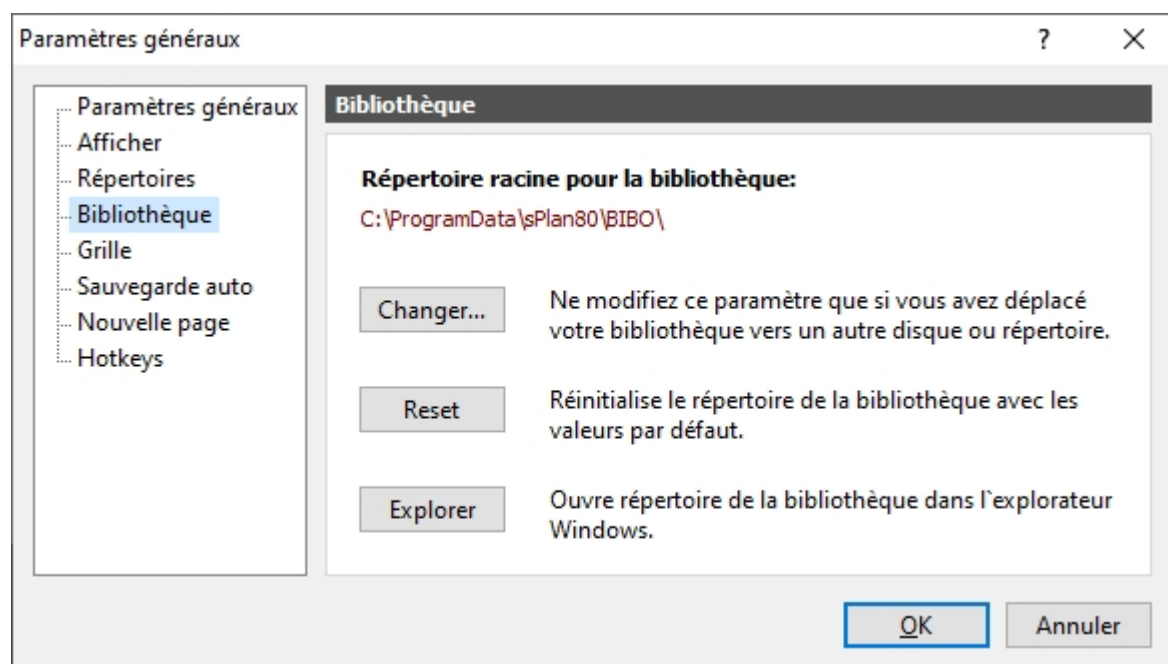 Paramètres généraux
?
Paramètres généraux
Afficher
Répertoires
Bibliothèque
Grille
Sauvegarde auto
Nouvelle page
Hotkeys
Bibliothèque
Répertoire racine pour la bibliothèque:
C:\ProgramData\sPlan80\BIBO\
Changer...
Ne modifiez ce paramètre que si vous avez déplacé
votre bibliothèque vers un autre disque ou répertoire.
Reset
Réinitialise le répertoire de la bibliothèque avec les
valeurs par défaut.
Explorer
Ouvre répertoire de la bibliothèque dans l`explorateur
Windows.
OK
Annuler